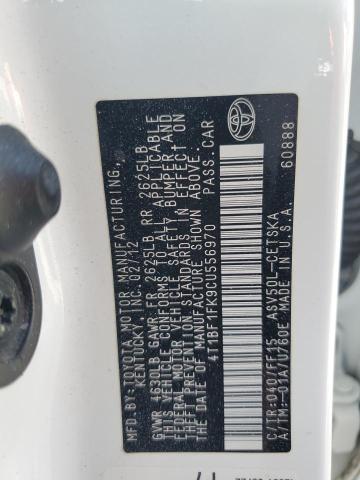 MFD.BY:TOYOTA MOTOR MANUFACTURING,
KENTUCKY,INC. 02/12
GVWR 4630LB GAWR FR 2625LB RR 2625LB
THIS VEHICLE CONFORMS TO ALL APPLICABLE
FEDERAL MOTOR VEHICLE SAFETY, BUMPER, AND
THEFT PREVENTION STANDARDS IN EFFECT ON
THE DATE OF MANUFACTURE SHOWN ABOVE.
4T1BF1FK9CU556970 PASS.CAR
TOYOTA
C/TR:040/FF15 ASV50L-CETSKA
A/TM:-01A/U760E MADE IN U.S.A. 60888